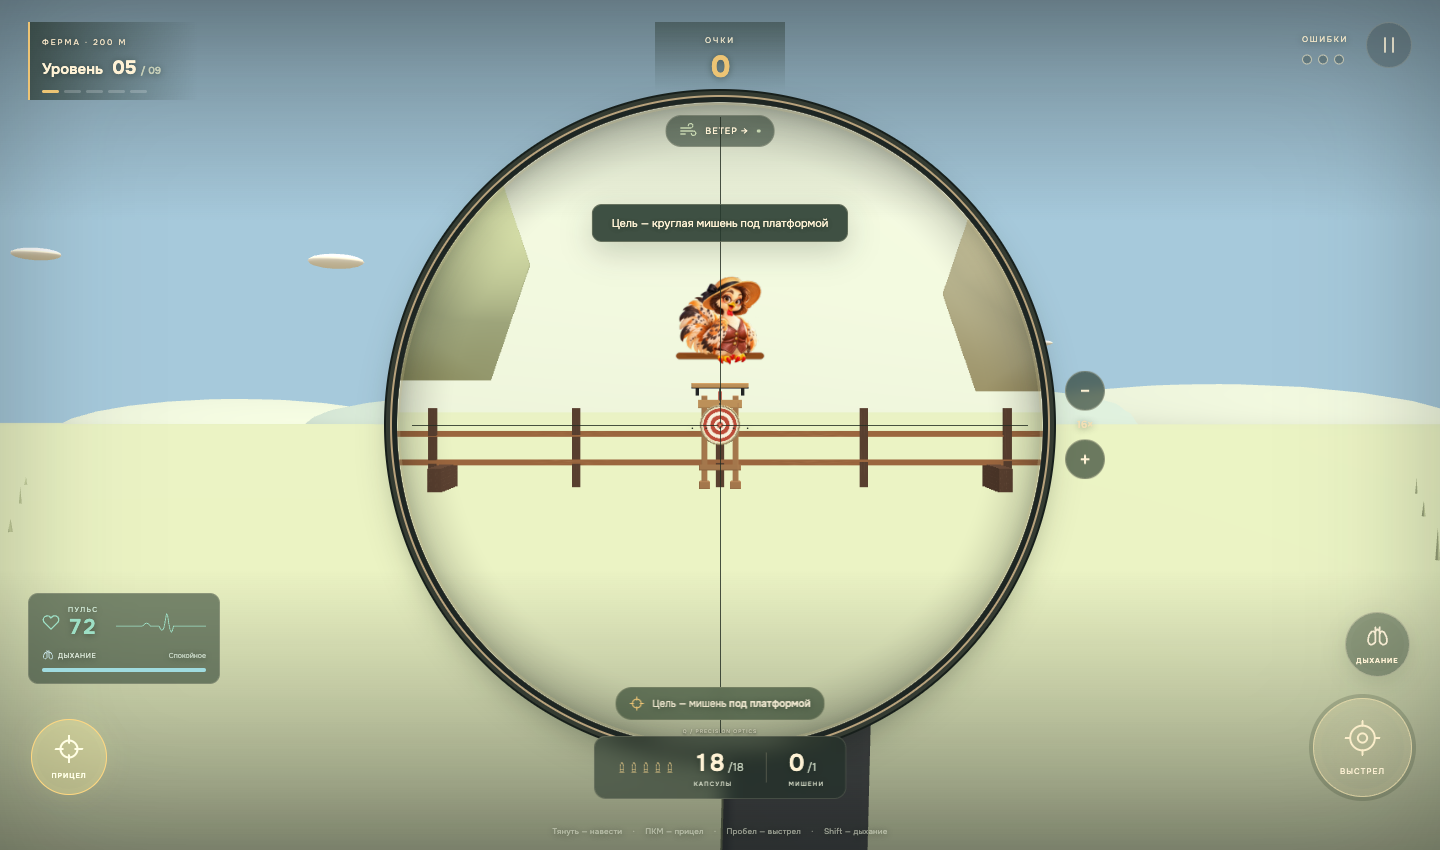 ФЕРМА · 200 М
Уровень 05 / 09
ОЧКИ
0
ОШИБКИ
ВЕТЕР →
Цель — круглая мишень под платформой
−
+
ПУЛЬС
72
ДЫХАНИЕ Спокойное
ПРИЦЕЛ
ДЫХАНИЕ
ВЫСТРЕЛ
Цель — мишень под платформой
18 /18
КАПСУЛЫ
0 /1
МИШЕНИ
Тянуть — навести · ПКМ — прицел · Пробел — выстрел · Shift — дыхание